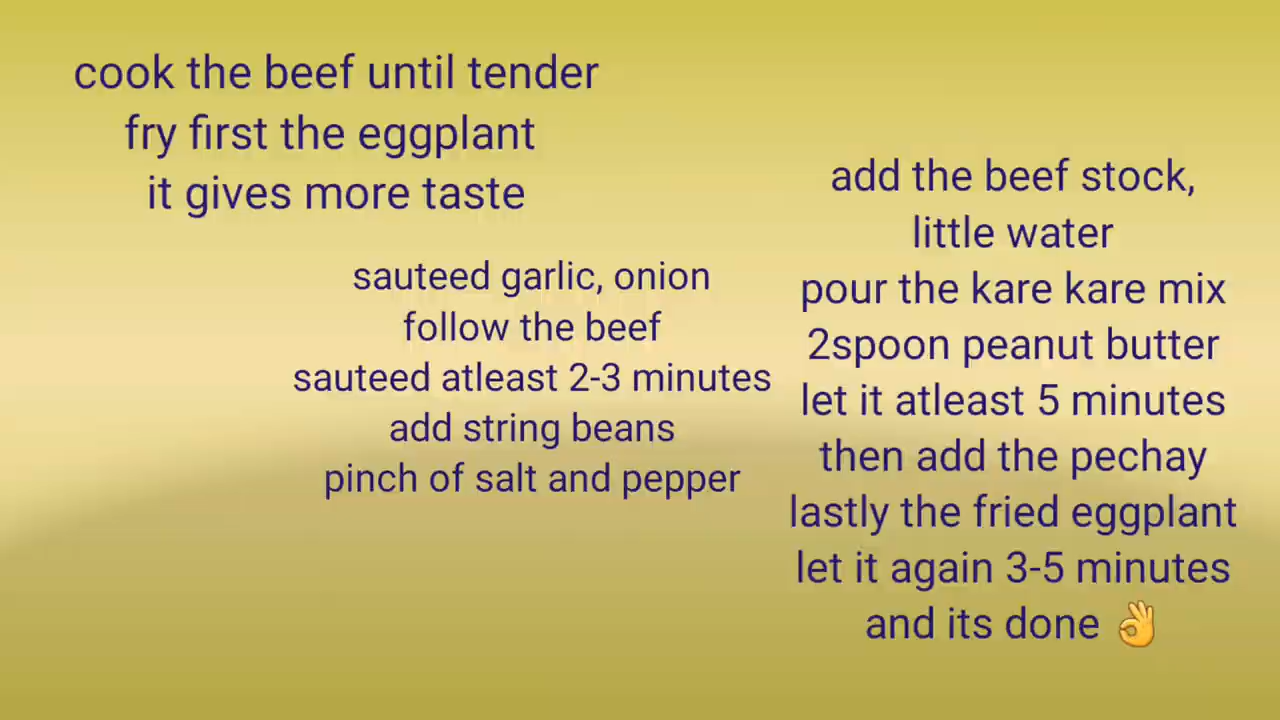 cook the beef until tender
fry first the eggplant
it gives more taste
sauteed garlic, onion
follow the beef
sauteed atleast 2-3 minutes
add string beans
pinch of salt and pepper
add the beef stock,
little water
pour the kare kare mix
2spoon peanut butter
let it atleast 5 minutes
then add the pechay
lastly the fried eggplant
let it again 3-5 minutes
and its done 👌